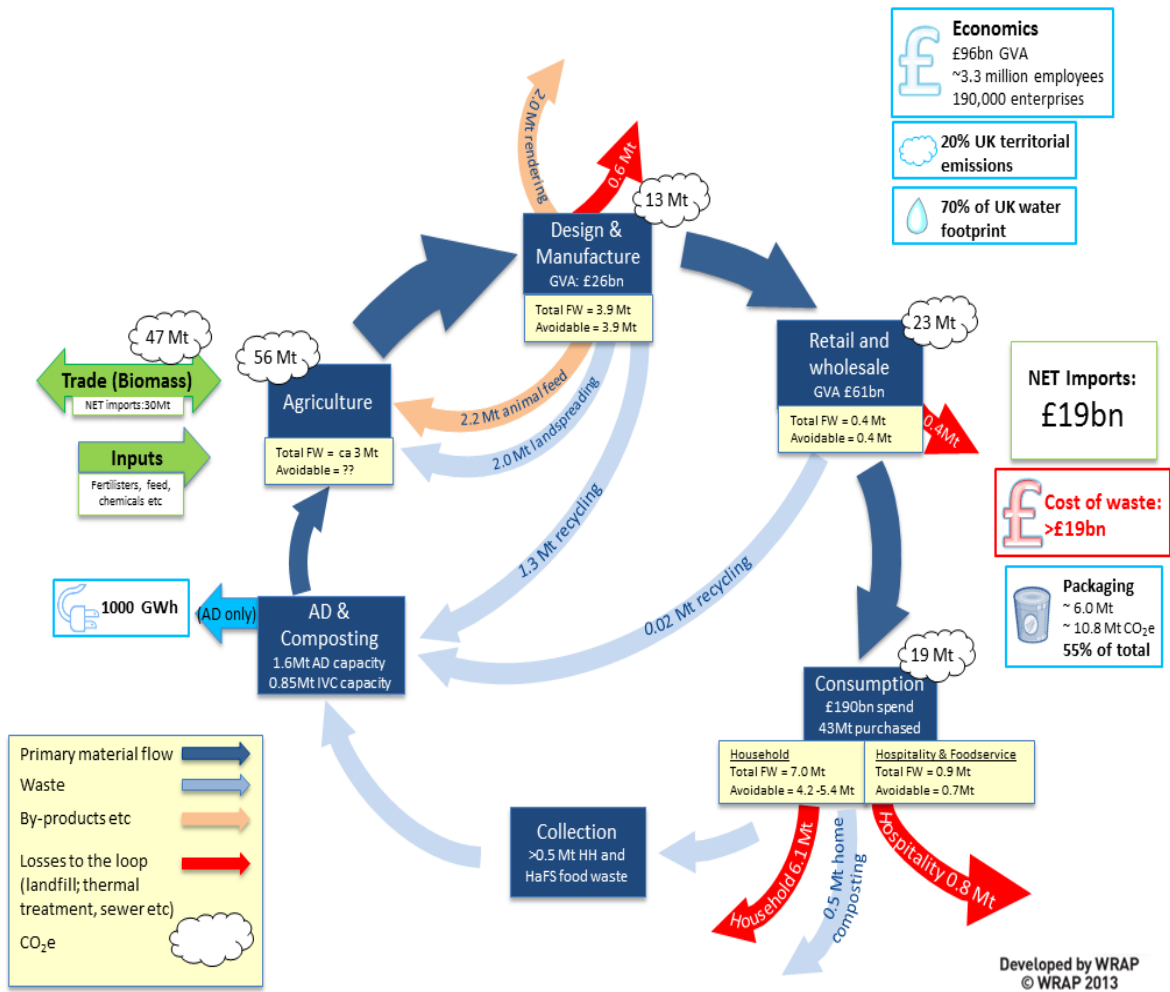 Economics
£96bn GVA
~3.3 million employees
190,000 enterprises
20% UK territorial
emissions
70% of UK water
footprint
2.0 Mt rendering
0.6 Mt
13 Mt
Design &
Manufacture
GVA: £26bn
Total FW = 3.9 Mt
Avoidable = 3.9 Mt
47 Mt
Trade (Biomass)
NET imports:30Mt
Inputs
Fertilisters, feed,
chemicals etc
56 Mt
Agriculture
Total FW = ca 3 Mt
Avoidable = ??
2.2 Mt animal feed
2.0 Mt landspreading
1.3 Mt recycling
0.02 Mt recycling
23 Mt
Retail and
wholesale
GVA £61bn
Total FW = 0.4 Mt
Avoidable = 0.4 Mt
0.4Mt
NET Imports:
£19bn
£
Cost of waste:
>£19bn
Packaging
~ 6.0 Mt
~ 10.8 Mt CO₂e
55% of total
1000 GWh
(AD only)
AD &
Composting
1.6Mt AD capacity
0.85Mt IVC capacity
19 Mt
Consumption
£190bn spend
43Mt purchased
Household
Total FW = 7.0 Mt
Avoidable = 4.2 -5.4 Mt
Hospitality & Foodservice
Total FW = 0.9 Mt
Avoidable = 0.7Mt
Household 6.1 Mt
0.5 Mt home
composting
Hospitality 0.8 Mt
Collection
>0.5 Mt HH and
HaFS food waste
Primary material flow
Waste
By-products etc
Losses to the loop
(landfill; thermal
treatment, sewer etc)
CO₂e
Developed by WRAP
© WRAP 2013